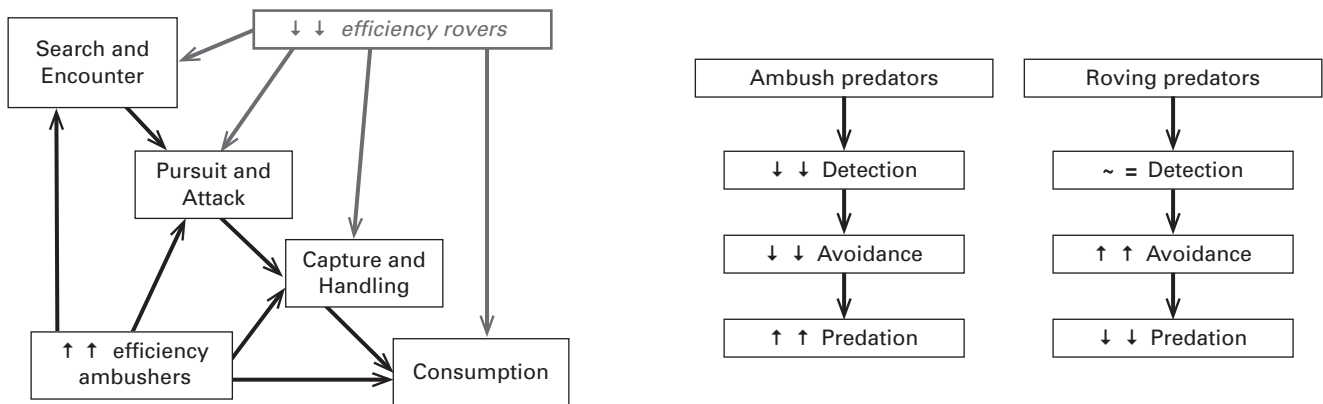 ↓ ↓ efficiency rovers
Search and
Encounter
Pursuit and
Attack
Capture and
Handling
↑ ↑ efficiency
ambushers
Consumption
Ambush predators
↓ ↓ Detection
↓ ↓ Avoidance
↑ ↑ Predation
Roving predators
~ = Detection
↑ ↑ Avoidance
↓ ↓ Predation